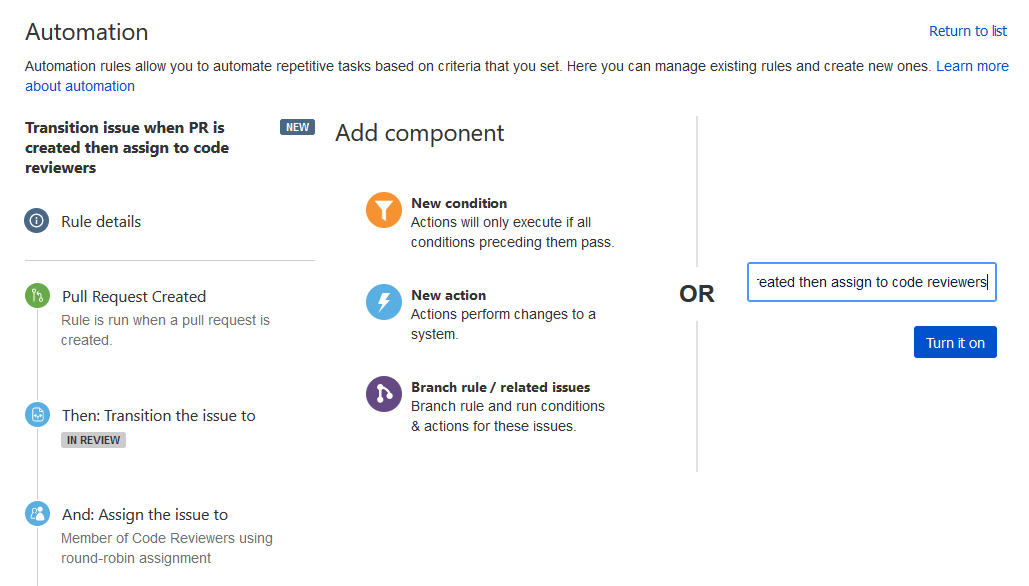 Automation
Return to list
Automation rules allow you to automate repetitive tasks based on criteria that you set. Here you can manage existing rules and create new ones. Learn more
about automation
Transition issue when PR is
created then assign to code
reviewers
NEW
Rule details
Pull Request Created
Rule is run when a pull request is
created.
Then: Transition the issue to
IN REVIEW
And: Assign the issue to
Member of Code Reviewers using
round-robin assignment
Add component
New condition
Actions will only execute if all
conditions preceding them pass.
New action
Actions perform changes to a
system.
Branch rule / related issues
Branch rule and run conditions
& actions for these issues.
OR
reated then assign to code reviewers
Turn it on